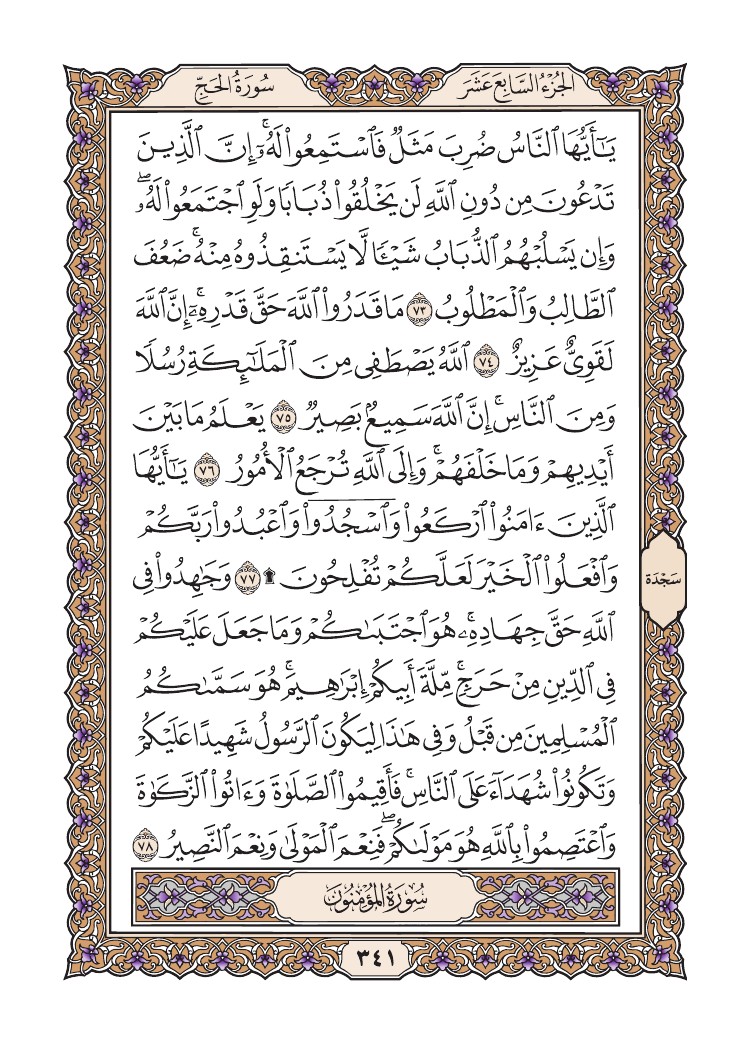 الجُزءُ السَّابِعَ عَشَرَ
سُورَةُ الحَجِّ
يَٰٓأَيُّهَا ٱلنَّاسُ ضُرِبَ مَثَلٌ فَٱسْتَمِعُوا۟ لَهُۥٓ ۚ إِنَّ ٱلَّذِينَ
تَدْعُونَ مِن دُونِ ٱللَّهِ لَن يَخْلُقُوا۟ ذُبَابًا وَلَوِ ٱجْتَمَعُوا۟ لَهُۥ ۖ
وَإِن يَسْلُبْهُمُ ٱلذُّبَابُ شَيْـًٔا لَّا يَسْتَنقِذُوهُ مِنْهُ ۚ ضَعُفَ
ٱلطَّالِبُ وَٱلْمَطْلُوبُ ٧٣ مَا قَدَرُوا۟ ٱللَّهَ حَقَّ قَدْرِهِۦٓ ۚ إِنَّ ٱللَّهَ
لَقَوِىٌّ عَزِيزٌ ٧٤ ٱللَّهُ يَصْطَفِى مِنَ ٱلْمَلَٰٓئِكَةِ رُسُلًا
وَمِنَ ٱلنَّاسِ ۚ إِنَّ ٱللَّهَ سَمِيعٌۢ بَصِيرٌ ٧٥ يَعْلَمُ مَا بَيْنَ
أَيْدِيهِمْ وَمَا خَلْفَهُمْ ۗ وَإِلَى ٱللَّهِ تُرْجَعُ ٱلْأُمُورُ ٧٦ يَٰٓأَيُّهَا
ٱلَّذِينَ ءَامَنُوا۟ ٱرْكَعُوا۟ وَٱسْجُدُوا۟ وَٱعْبُدُوا۟ رَبَّكُمْ
وَٱفْعَلُوا۟ ٱلْخَيْرَ لَعَلَّكُمْ تُفْلِحُونَ ۩ ٧٧ وَجَٰهِدُوا۟ فِى
سَجْدَة
ٱللَّهِ حَقَّ جِهَادِهِۦ ۚ هُوَ ٱجْتَبَىٰكُمْ وَمَا جَعَلَ عَلَيْكُمْ
فِى ٱلدِّينِ مِنْ حَرَجٍ ۚ مِّلَّةَ أَبِيكُمْ إِبْرَٰهِيمَ ۚ هُوَ سَمَّىٰكُمُ
ٱلْمُسْلِمِينَ مِن قَبْلُ وَفِى هَٰذَا لِيَكُونَ ٱلرَّسُولُ شَهِيدًا عَلَيْكُمْ
وَتَكُونُوا۟ شُهَدَآءَ عَلَى ٱلنَّاسِ ۚ فَأَقِيمُوا۟ ٱلصَّلَوٰةَ وَءَاتُوا۟ ٱلزَّكَوٰةَ
وَٱعْتَصِمُوا۟ بِٱللَّهِ هُوَ مَوْلَىٰكُمْ ۖ فَنِعْمَ ٱلْمَوْلَىٰ وَنِعْمَ ٱلنَّصِيرُ ٧٨
سُورَةُ المُؤْمِنُونَ
٣٤١